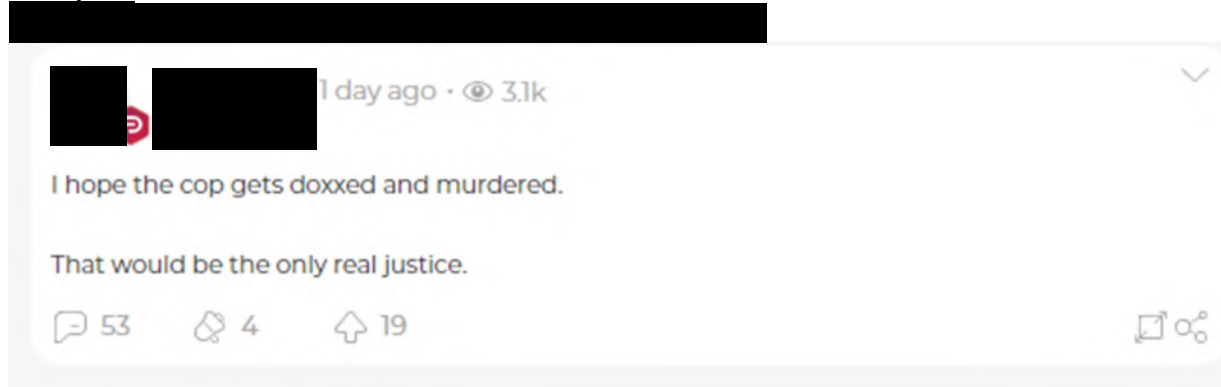 1 day ago · 3.1k
I hope the cop gets doxxed and murdered.
That would be the only real justice.
53 4 19